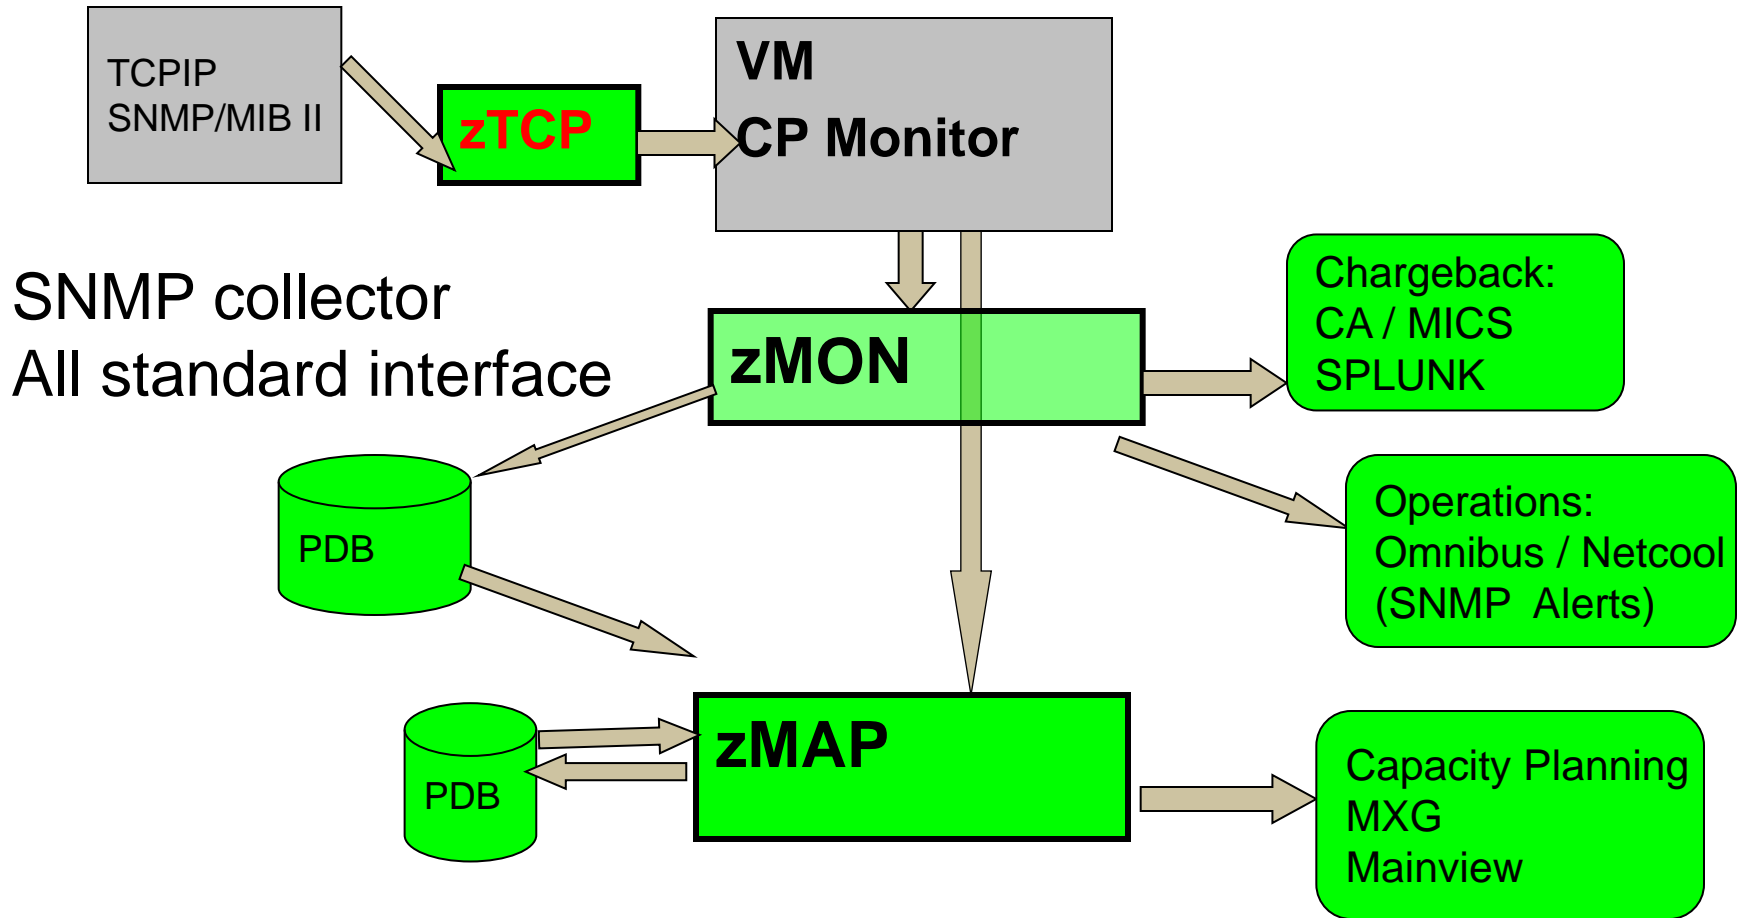 TCPIP
SNMP/MIB II
zTCP
VM
CP Monitor
SNMP collector
All standard interface
zMON
Chargeback:
CA / MICS
SPLUNK
PDB
Operations:
Omnibus / Netcool
(SNMP  Alerts)
zMAP
PDB
Capacity Planning
MXG
Mainview